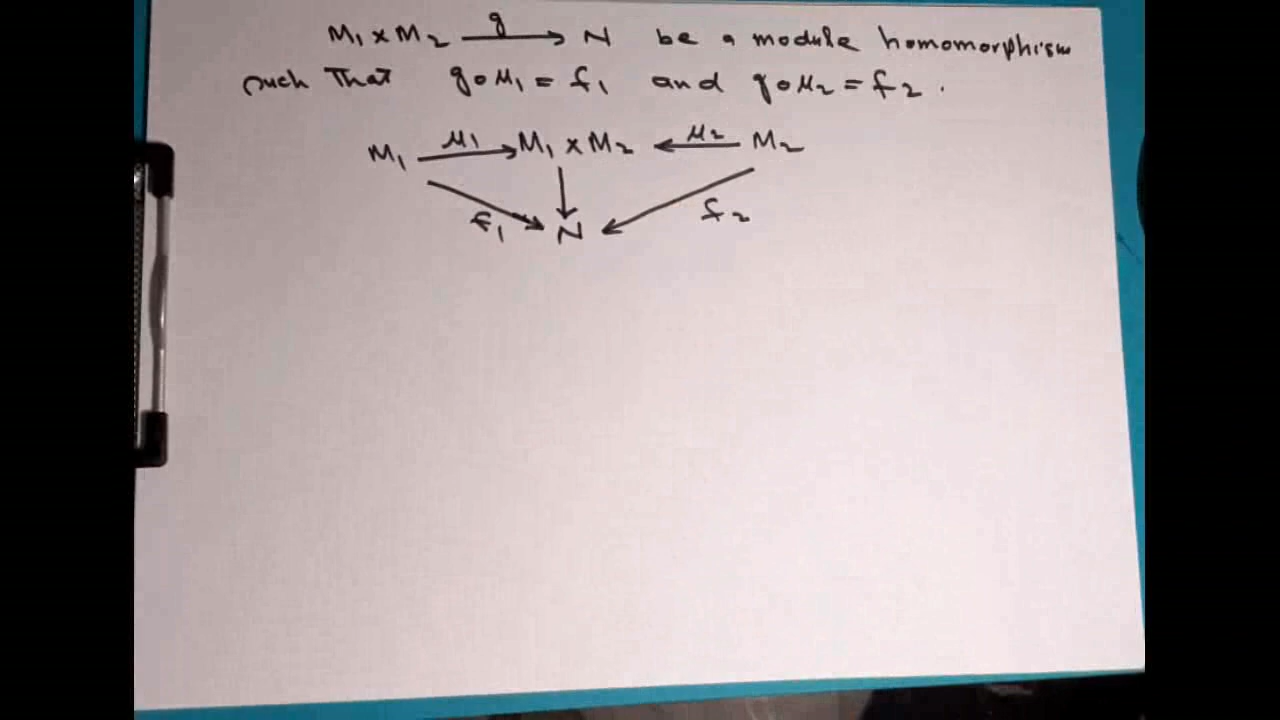 M₁ × M₂ —g→ N be a module homomorphism
such that g∘μ₁ = f₁ and g∘μ₂ = f₂.
M₁ —μ₁→ M₁ × M₂ ←μ₂— M₂
f₁ N f₂